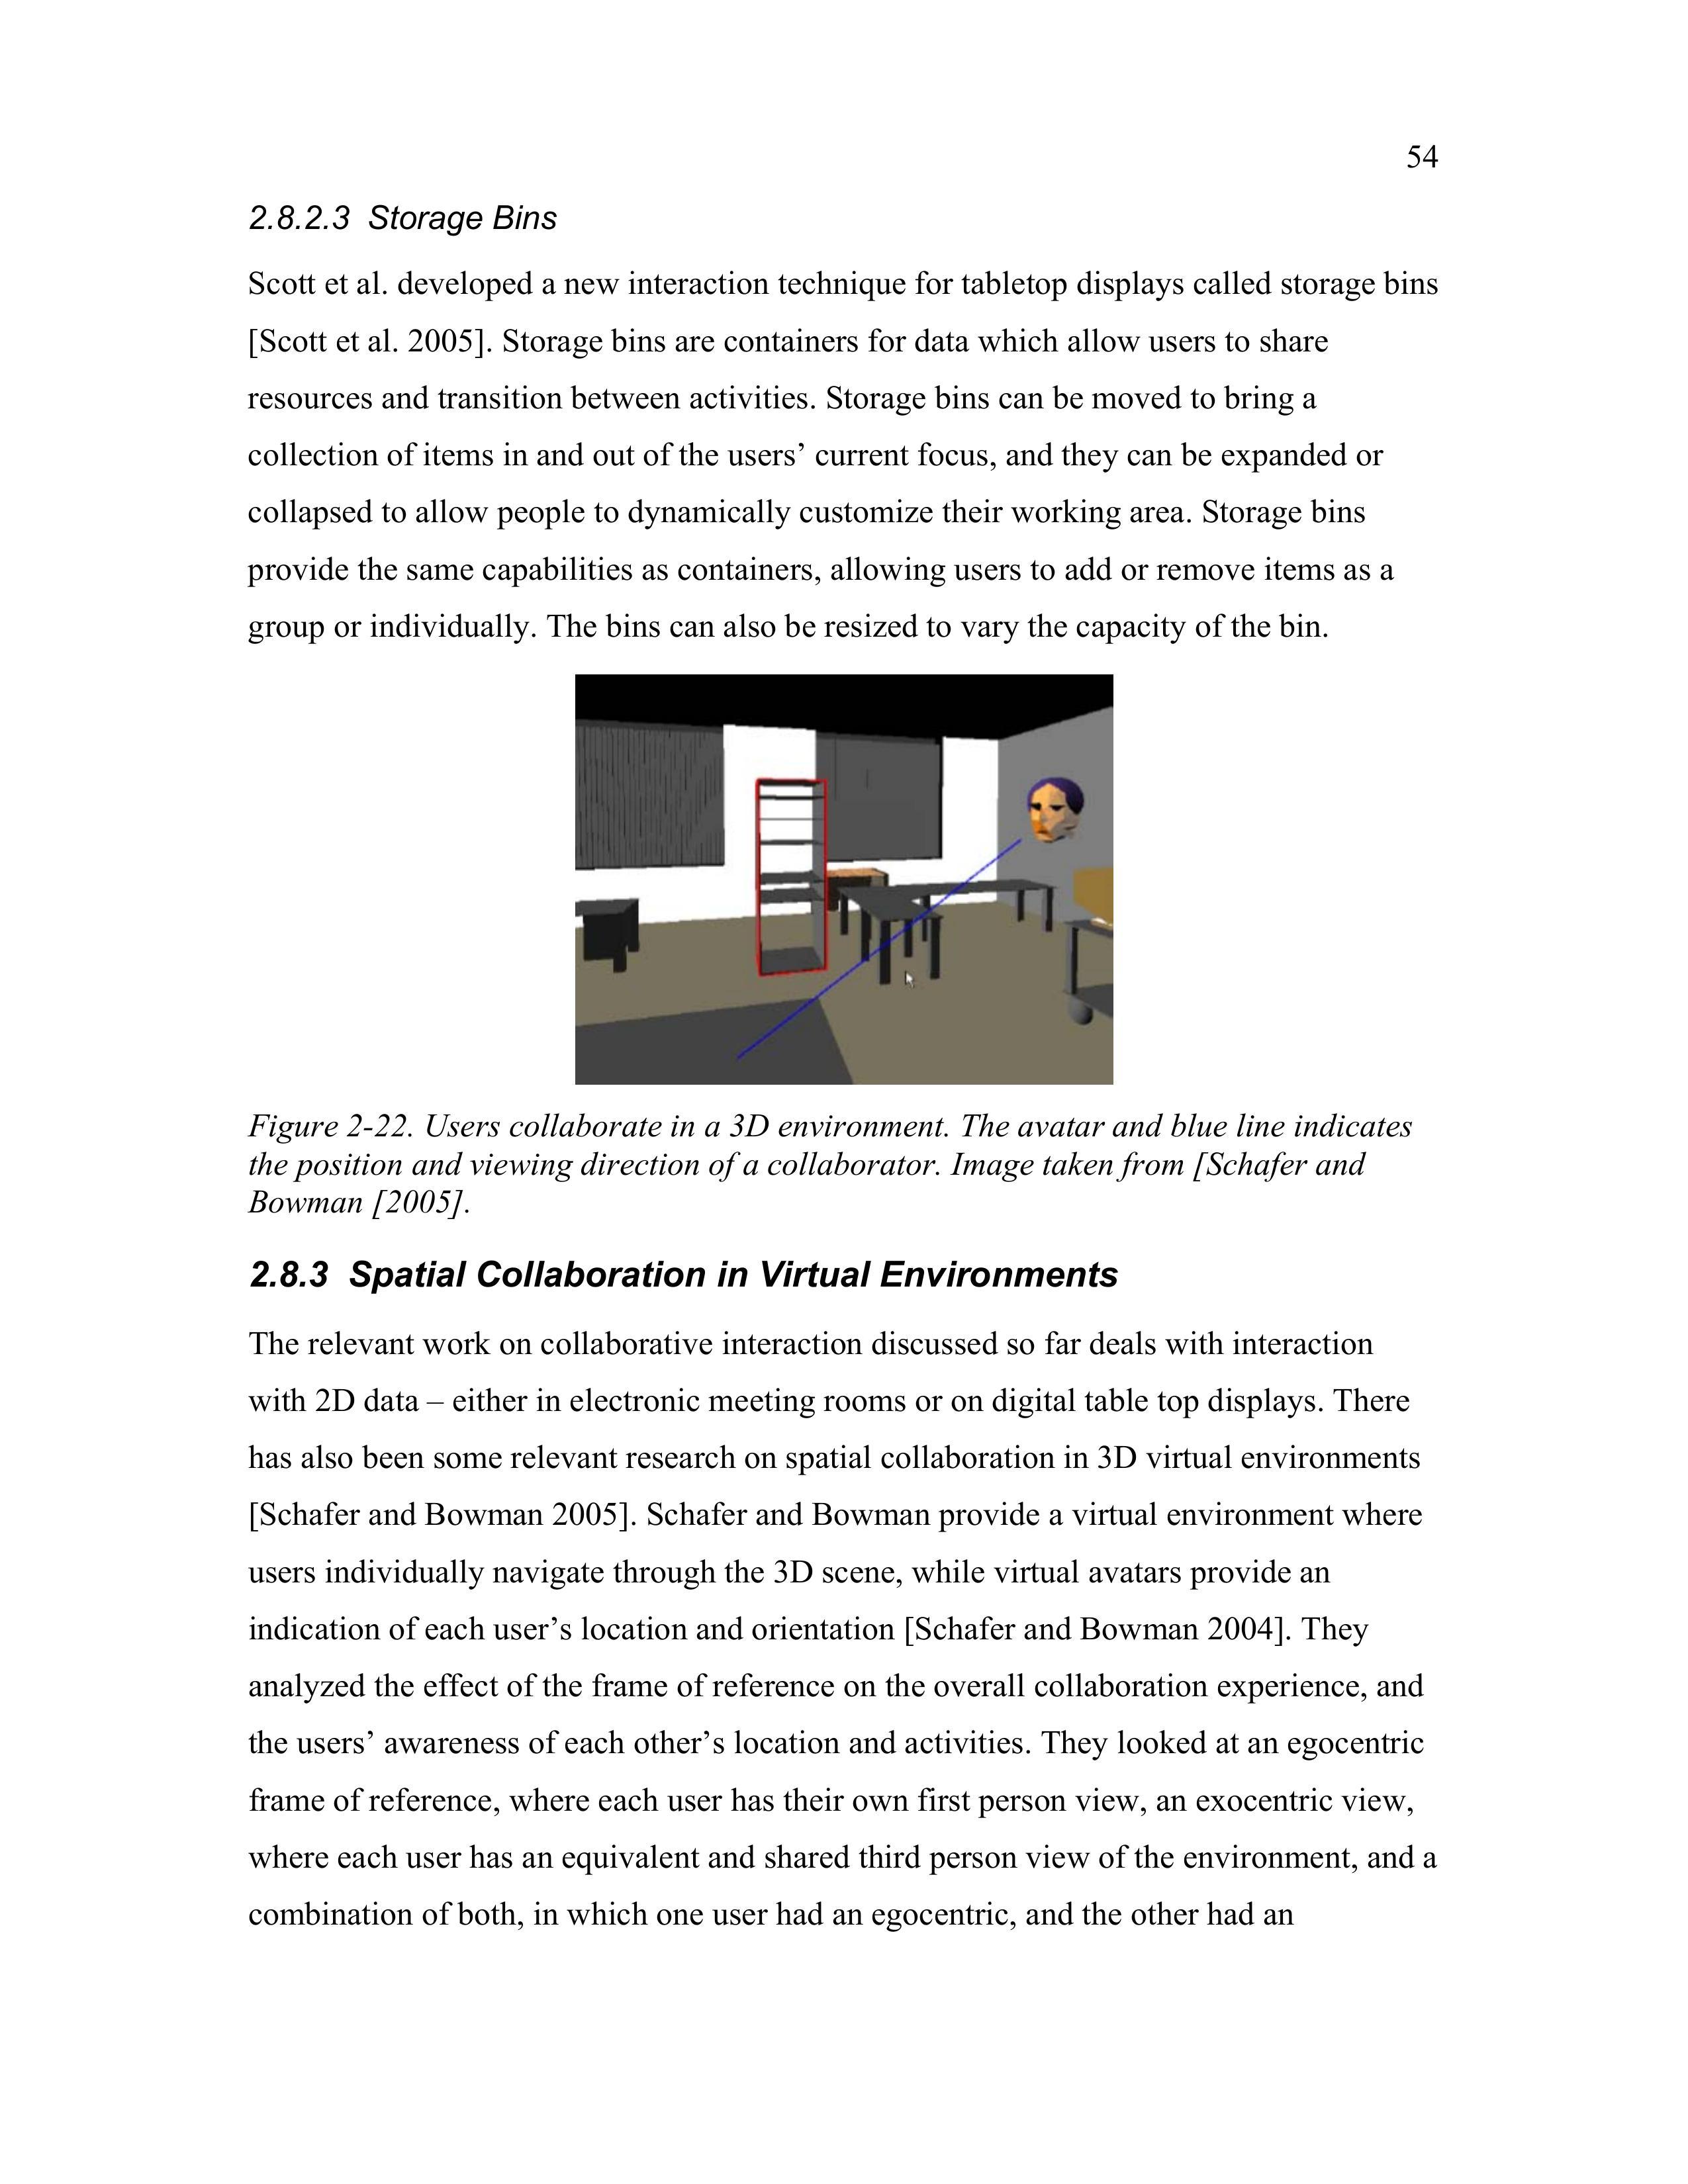 54
2.8.2.3 Storage Bins
Scott et al. developed a new interaction technique for tabletop displays called storage bins
[Scott et al. 2005]. Storage bins are containers for data which allow users to share
resources and transition between activities. Storage bins can be moved to bring a
collection of items in and out of the users’ current focus, and they can be expanded or
collapsed to allow people to dynamically customize their working area. Storage bins
provide the same capabilities as containers, allowing users to add or remove items as a
group or individually. The bins can also be resized to vary the capacity of the bin.
Figure 2-22. Users collaborate in a 3D environment. The avatar and blue line indicates
the position and viewing direction of a collaborator. Image taken from [Schafer and
Bowman [2005].
2.8.3 Spatial Collaboration in Virtual Environments
The relevant work on collaborative interaction discussed so far deals with interaction
with 2D data – either in electronic meeting rooms or on digital table top displays. There
has also been some relevant research on spatial collaboration in 3D virtual environments
[Schafer and Bowman 2005]. Schafer and Bowman provide a virtual environment where
users individually navigate through the 3D scene, while virtual avatars provide an
indication of each user’s location and orientation [Schafer and Bowman 2004]. They
analyzed the effect of the frame of reference on the overall collaboration experience, and
the users’ awareness of each other’s location and activities. They looked at an egocentric
frame of reference, where each user has their own first person view, an exocentric view,
where each user has an equivalent and shared third person view of the environment, and a
combination of both, in which one user had an egocentric, and the other had an